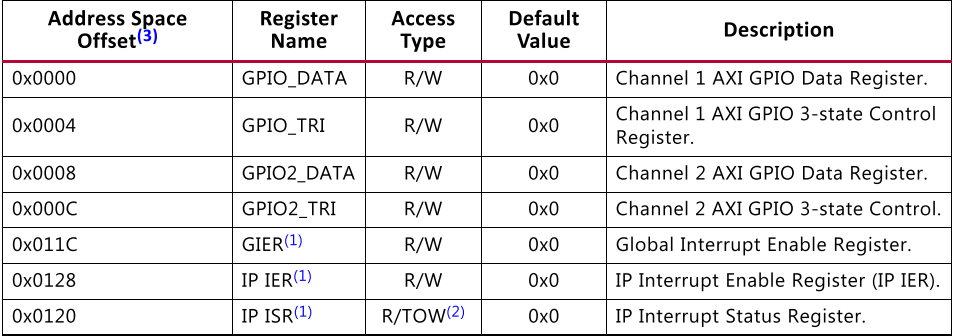 Address Space Offset(3) Register Name Access Type Default Value Description
0x0000 GPIO_DATA R/W 0x0 Channel 1 AXI GPIO Data Register.
0x0004 GPIO_TRI R/W 0x0 Channel 1 AXI GPIO 3-state Control Register.
0x0008 GPIO2_DATA R/W 0x0 Channel 2 AXI GPIO Data Register.
0x000C GPIO2_TRI R/W 0x0 Channel 2 AXI GPIO 3-state Control.
0x011C GIER(1) R/W 0x0 Global Interrupt Enable Register.
0x0128 IP IER(1) R/W 0x0 IP Interrupt Enable Register (IP IER).
0x0120 IP ISR(1) R/TOW(2) 0x0 IP Interrupt Status Register.